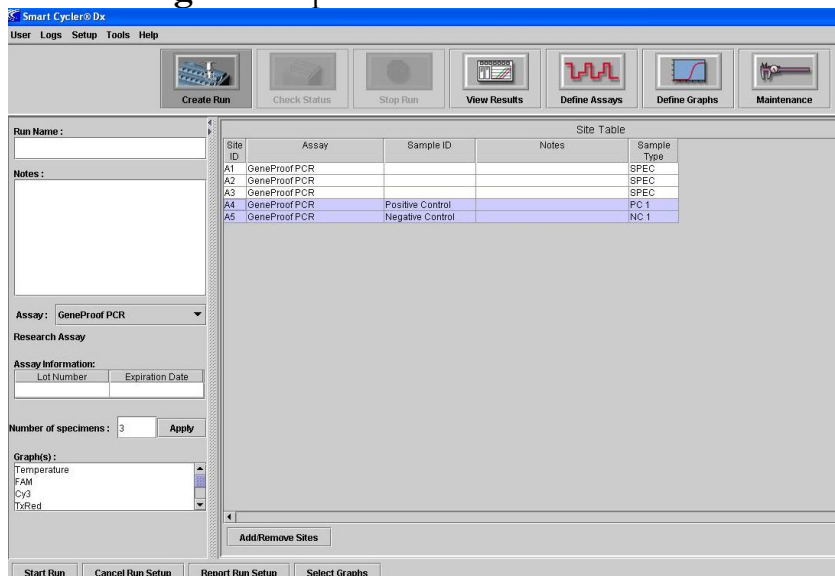 Smart Cycler® Dx
User Logs Setup Tools Help
Create Run Check Status Stop Run View Results Define Assays Define Graphs Maintenance
Run Name :
Notes :
Assay : GeneProof PCR
Research Assay
Assay Information:
Lot Number Expiration Date
Number of specimens : 3 Apply
Graph(s) :
Temperature
FAM
Cy3
TxRed
Site Table
Site ID Assay Sample ID Notes Sample Type
A1 GeneProof PCR SPEC
A2 GeneProof PCR SPEC
A3 GeneProof PCR SPEC
A4 GeneProof PCR Positive Control PC 1
A5 GeneProof PCR Negative Control NC 1
Add/Remove Sites
Start Run Cancel Run Setup Report Run Setup Select Graphs